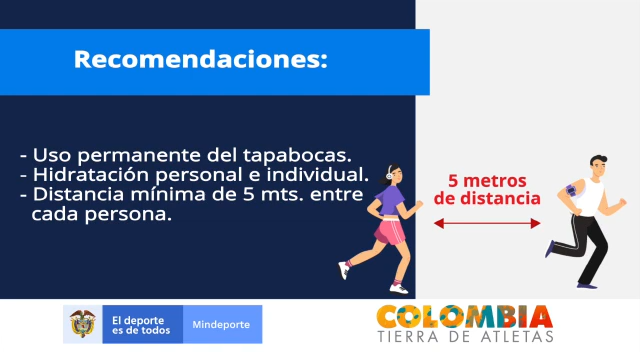 Recomendaciones:
- Uso permanente del tapabocas.
- Hidratación personal e individual.
- Distancia mínima de 5 mts. entre
cada persona.
5 metros
de distancia
El deporte
es de todos
Mindeporte
COLOMBIA
TIERRA DE ATLETAS